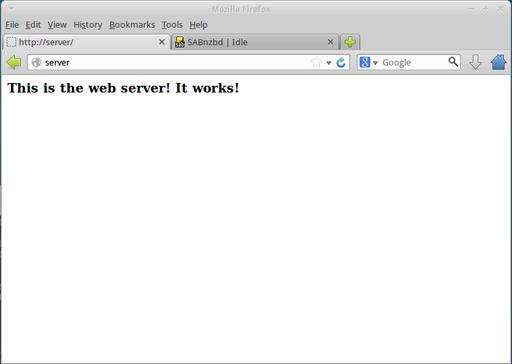 Mozilla Firefox
File Edit View History Bookmarks Tools Help
http://server/ SABnzbd | Idle
server Google
This is the web server! It works!